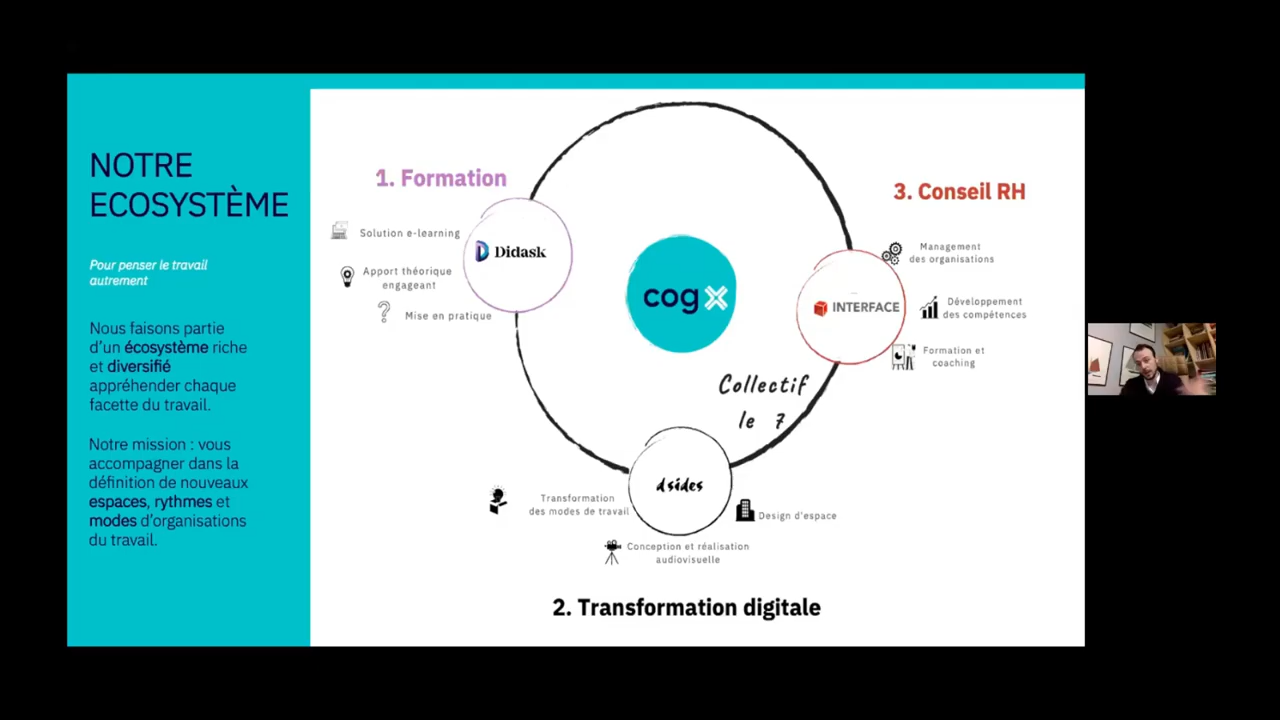 NOTRE
ECOSYSTÈME
Pour penser le travail
autrement
Nous faisons partie
d'un écosystème riche
et diversifié
appréhender chaque
facette du travail.
Notre mission : vous
accompagner dans la
définition de nouveaux
espaces, rythmes et
modes d'organisations
du travail.
1. Formation
Solution e-learning
Apport théorique
engageant
Mise en pratique
Didask
cogX
3. Conseil RH
Management
des organisations
INTERFACE
Développement
des compétences
Formation et
coaching
Collectif
le 7
dsides
Transformation
des modes de travail
Design d'espace
Conception et réalisation
audiovisuelle
2. Transformation digitale